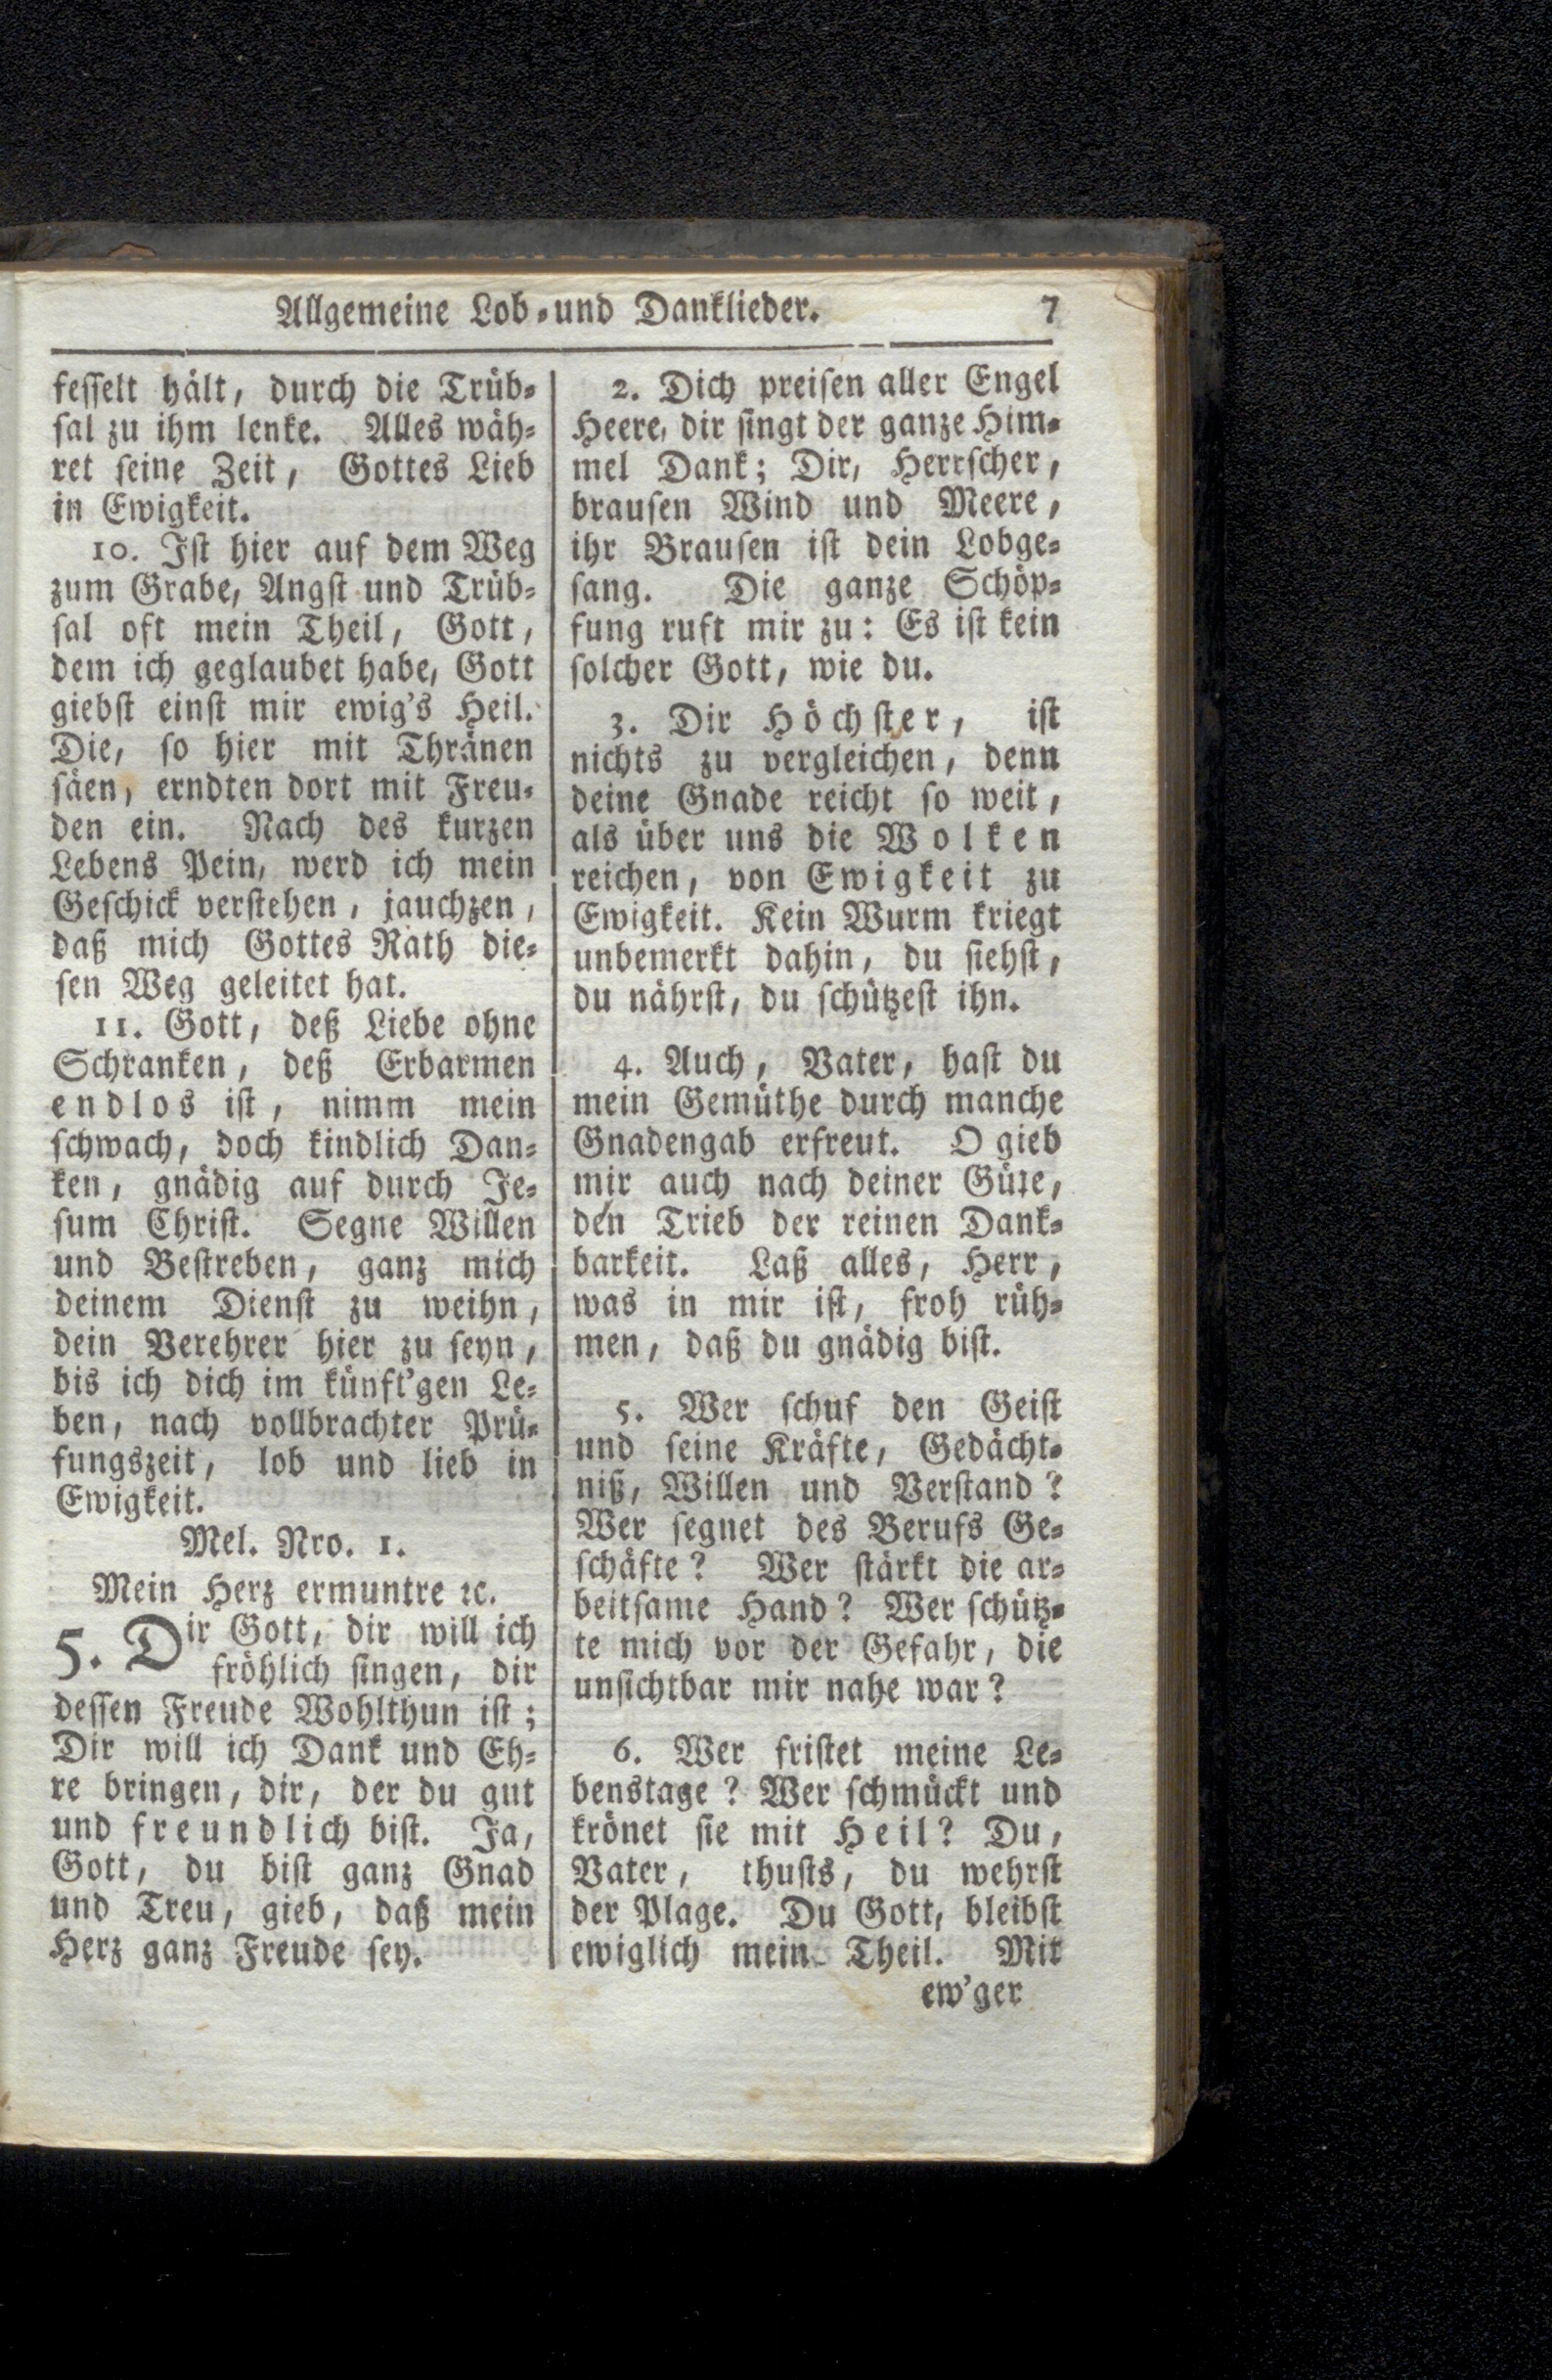 Allgemeine Lob⸗und Danklieder. 7
feſſelt hält, durch die Trüb⸗
ſal zu ihm lenke. Alles wäh⸗
ret ſeine Zeit, Gottes Lieb
in Ewigkeit.
10. Iſt hier auf dem Weg
zum Grabe, Angſt und Trüb⸗
ſal oft mein Theil, Gott,
dem ich geglaubet habe, Gott
giebſt einſt mir ewig's Heil.
Die, ſo hier mit Thränen
ſäen, erndten dort mit Freu⸗
den ein. Nach des kurzen
Lebens Pein, werd ich mein
Geſchick verſtehen, jauchzen,
daß mich Gottes Rath die⸗
ſen Weg geleitet hat.
11. Gott, deß Liebe ohne
Schranken, deß Erbarmen
endlos iſt, nimm mein
ſchwach, doch kindlich Dan⸗
ken, gnädig auf durch Je⸗
ſum Chriſt. Segne Willen
und Beſtreben, ganz mich
deinem Dienſt zu weihn,
dein Verehrer hier zu ſeyn,
bis ich dich im künft'gen Le⸗
ben, nach vollbrachter Prü⸗
fungszeit, lob und lieb in
Ewigkeit.
Mel. Nro. 1.
Mein Herz ermuntre ꝛc.
5. Dir Gott, dir will ich
fröhlich ſingen, dir
deſſen Freude Wohlthun iſt;
Dir will ich Dank und Eh⸗
re bringen, dir, der du gut
und freundlich biſt. Ja,
Gott, du biſt ganz Gnad
und Treu, gieb, daß mein
Herz ganz Freude ſey.
2. Dich preiſen aller Engel
Heere, dir ſingt der ganze Him⸗
mel Dank; Dir, Herrſcher,
brauſen Wind und Meere,
ihr Brauſen iſt dein Lobge⸗
ſang. Die ganze Schöp⸗
fung ruft mir zu: Es iſt kein
ſolcher Gott, wie du.
3. Dir Höchſter, iſt
nichts zu vergleichen, denn
deine Gnade reicht ſo weit,
als über uns die Wolken
reichen, von Ewigkeit zu
Ewigkeit. Kein Wurm kriegt
unbemerkt dahin, du ſiehſt,
du nährſt, du ſchützeſt ihn.
4. Auch, Vater, haſt du
mein Gemüthe durch manche
Gnadengab erfreut. O gieb
mir auch nach deiner Güte,
den Trieb der reinen Dank⸗
barkeit. Laß alles, Herr,
was in mir iſt, froh rüh⸗
men, daß du gnädig biſt.
5. Wer ſchuf den Geiſt
und ſeine Kräfte, Gedächt⸗
niß, Willen und Verſtand?
Wer ſegnet des Berufs Ge⸗
ſchäfte? Wer ſtärkt die ar⸗
beitſame Hand? Wer ſchütz⸗
te mich vor der Gefahr, die
unſichtbar mir nahe war?
6. Wer friſtet meine Le⸗
benstage? Wer ſchmückt und
krönet ſie mit Heil? Du,
Vater, thuſts, du wehrſt
der Plage. Du Gott, bleibſt
ewiglich mein Theil. Mit
ew'ger